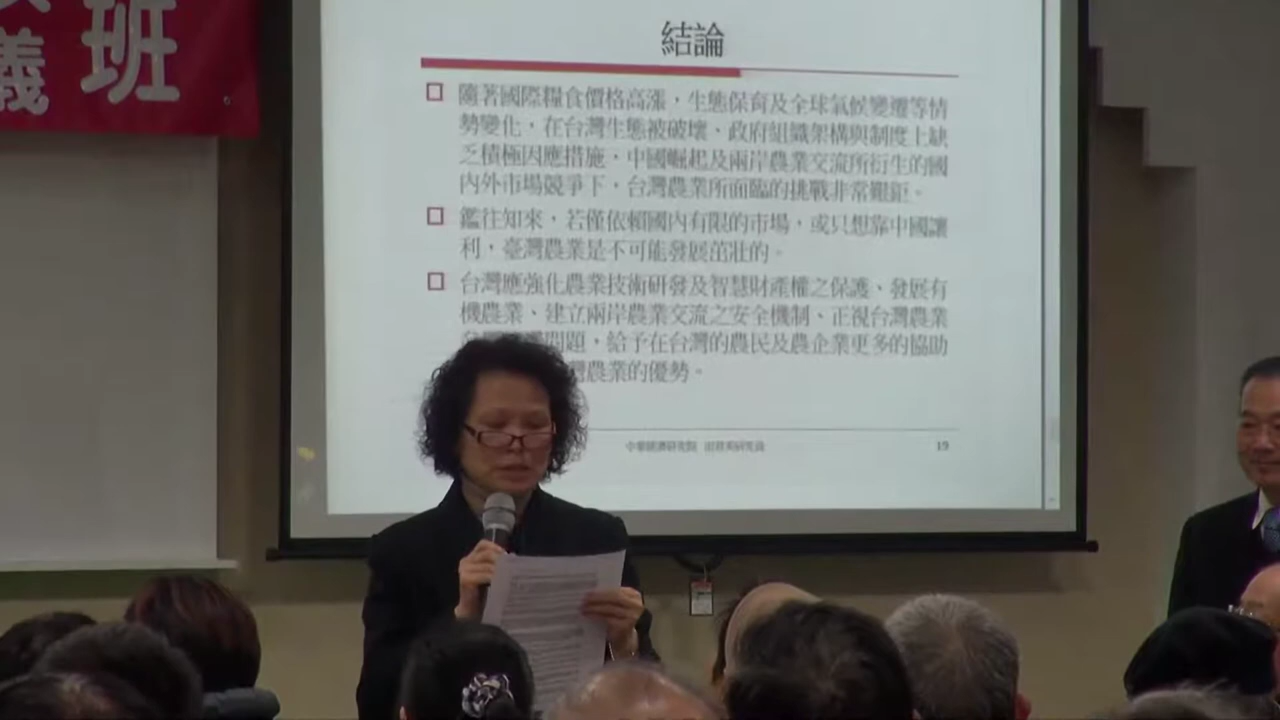 班
義
結論
隨著國際糧食價格高漲，生態保育及全球氣候變遷等情
勢變化，在台灣生態被破壞、政府組織架構與制度上缺
乏積極因應措施，中國崛起及兩岸農業交流所衍生的國
內外市場競爭下，台灣農業所面臨的挑戰非常艱鉅。
鑑往知來，若僅依賴國內有限的市場，或只想靠中國讓
利，臺灣農業是不可能發展茁壯的。
台灣應強化農業技術研發及智慧財產權之保護、發展有
機農業、建立兩岸農業交流之安全機制、正視台灣農業
問題，給予在台灣的農民及農企業更多的協助
灣農業的優勢。
中華經濟研究院
19